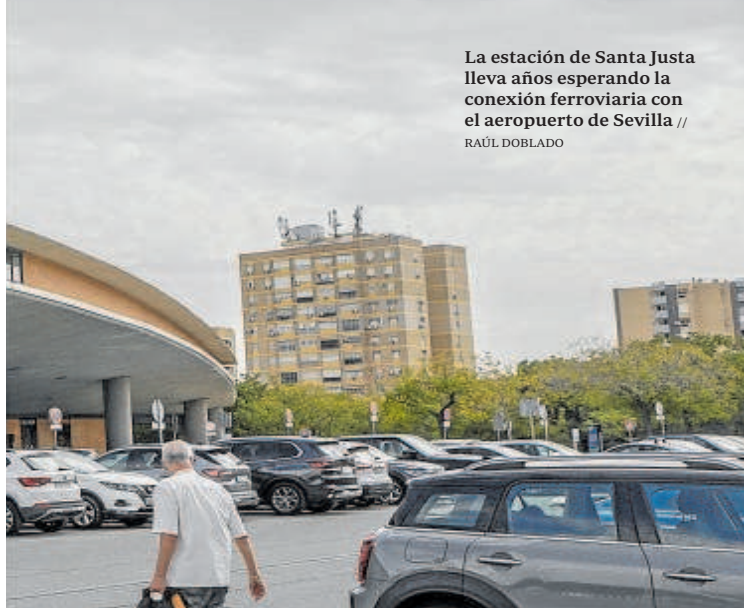 La estación de Santa Justa
lleva años esperando la
conexión ferroviaria con
el aeropuerto de Sevilla //
RAÚL DOBLADO